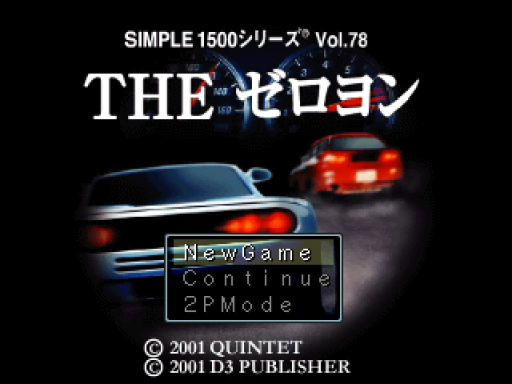 SIMPLE 1500シリーズ® Vol.78
THE ゼロヨン
NewGame
Continue
2PMode
© 2001 QUINTET
© 2001 D3 PUBLISHER